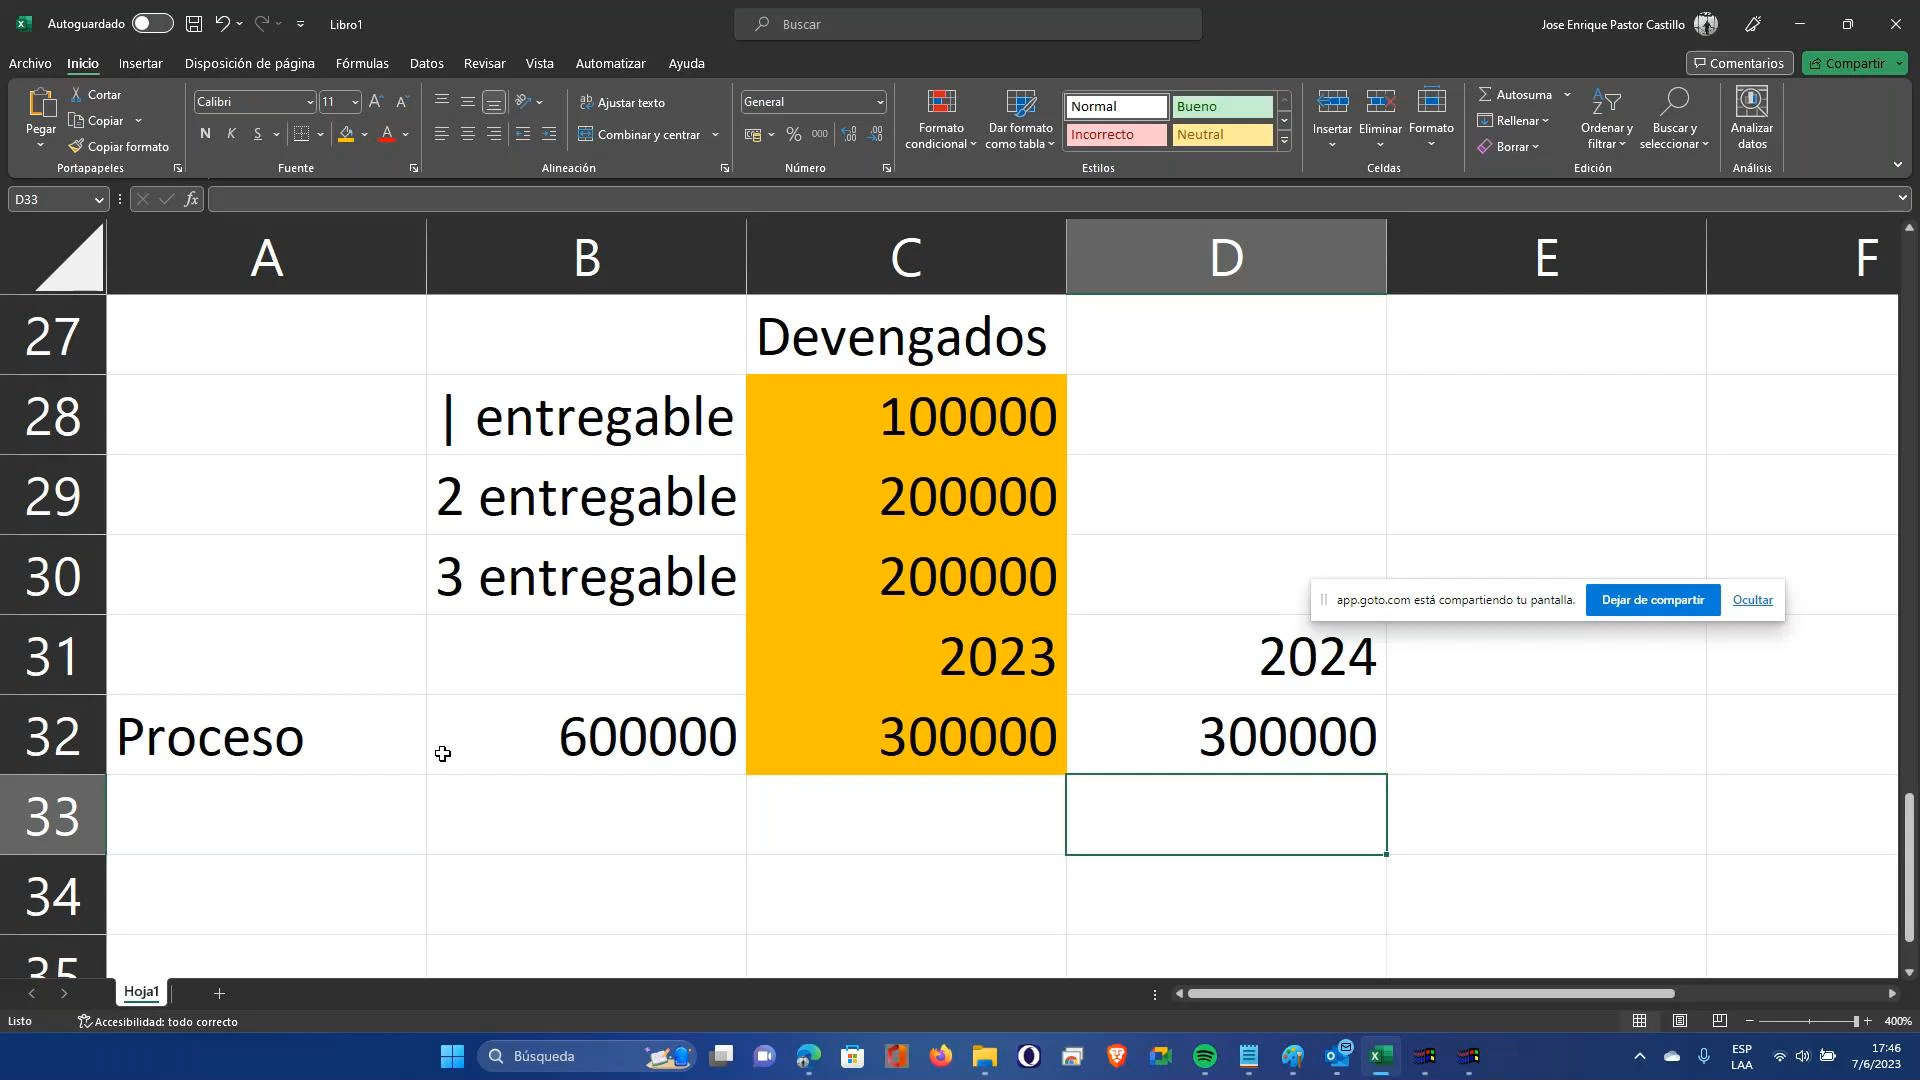 Autoguardado
Libro1
Buscar
Jose Enrique Pastor Castillo
Archivo Inicio Insertar Disposición de página Fórmulas Datos Revisar Vista Automatizar Ayuda
Comentarios Compartir
Pegar
Cortar
Copiar
Copiar formato
Portapapeles
Calibri 11
N K S
Fuente
Ajustar texto
Combinar y centrar
Alineación
General
% 000
Número
Formato condicional
Dar formato como tabla
Normal Bueno
Incorrecto Neutral
Estilos
Insertar Eliminar Formato
Celdas
Autosuma
Rellenar
Borrar
Ordenar y filtrar
Buscar y seleccionar
Edición
Analizar datos
Análisis
D33 fx
A B C D E F
27 Devengados
28 | entregable 100000
29 2 entregable 200000
30 3 entregable 200000
app.goto.com está compartiendo tu pantalla. Dejar de compartir Ocultar
31 2023 2024
32 Proceso 600000 300000 300000
33
34
35
Hoja1
Listo Accesibilidad: todo correcto 400%
Búsqueda
ESP
LAA
17:46
7/6/2023